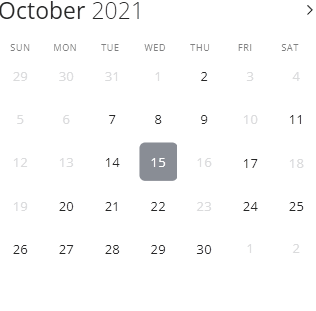 October 2021
SUN MON TUE WED THU FRI SAT
29 30 31 1 2 3 4
5 6 7 8 9 10 11
12 13 14 15 16 17 18
19 20 21 22 23 24 25
26 27 28 29 30 1 2